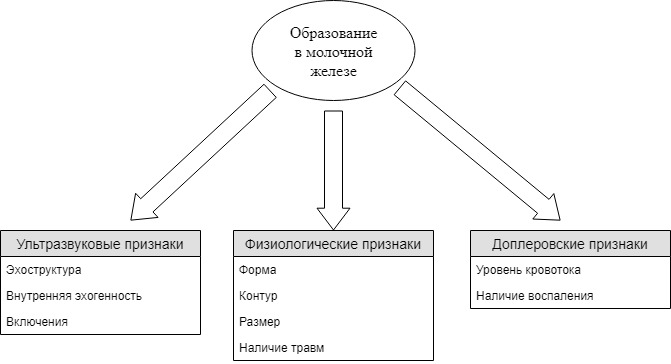 Образование
в молочной
железе
Ультразвуковые признаки
Эхоструктура
Внутренняя эхогенность
Включения
Физиологические признаки
Форма
Контур
Размер
Наличие травм
Доплеровские признаки
Уровень кровотока
Наличие воспаления